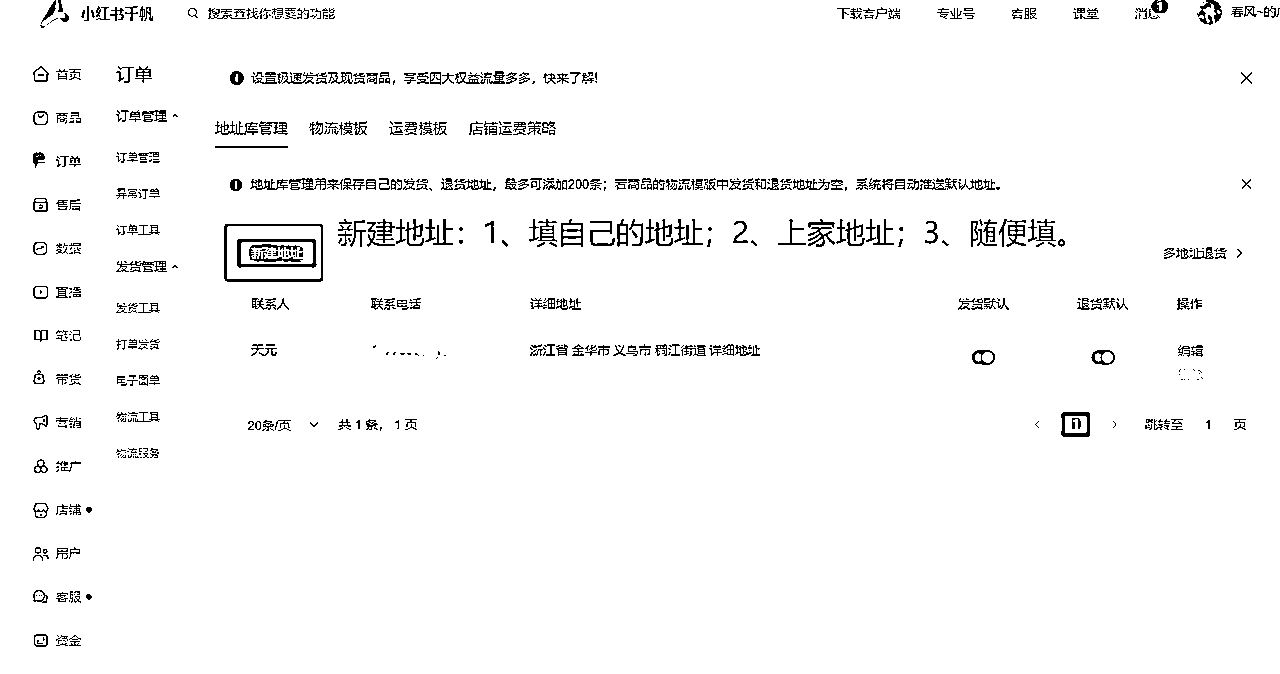 小红书千帆
搜索查找你想要的功能
下载客户端 专业号 客服 课堂 消息 1 春风~的
首页
商品
订单
售后
数据
直播
笔记
带货
营销
推广
店铺
用户
客服
资金
订单
订单管理
订单管理
异常订单
订单工具
发货管理
发货工具
打单发货
电子面单
物流工具
物流服务
设置极速发货及现货商品，享受四大权益流量多多，快来了解!
地址库管理 物流模板 运费模板 店铺运费策略
地址库管理用来保存自己的发货、退货地址，最多可添加200条；若商品的物流模版中发货和退货地址为空，系统将自动推送默认地址。
新建地址
新建地址：1、填自己的地址；2、上家地址；3、随便填。
多地址退货
联系人 联系电话 详细地址 发货默认 退货默认 操作
天元 浙江省 金华市 义乌市 稠江街道 详细地址 编辑
20条/页 共 1 条， 1 页 跳转至 1 页